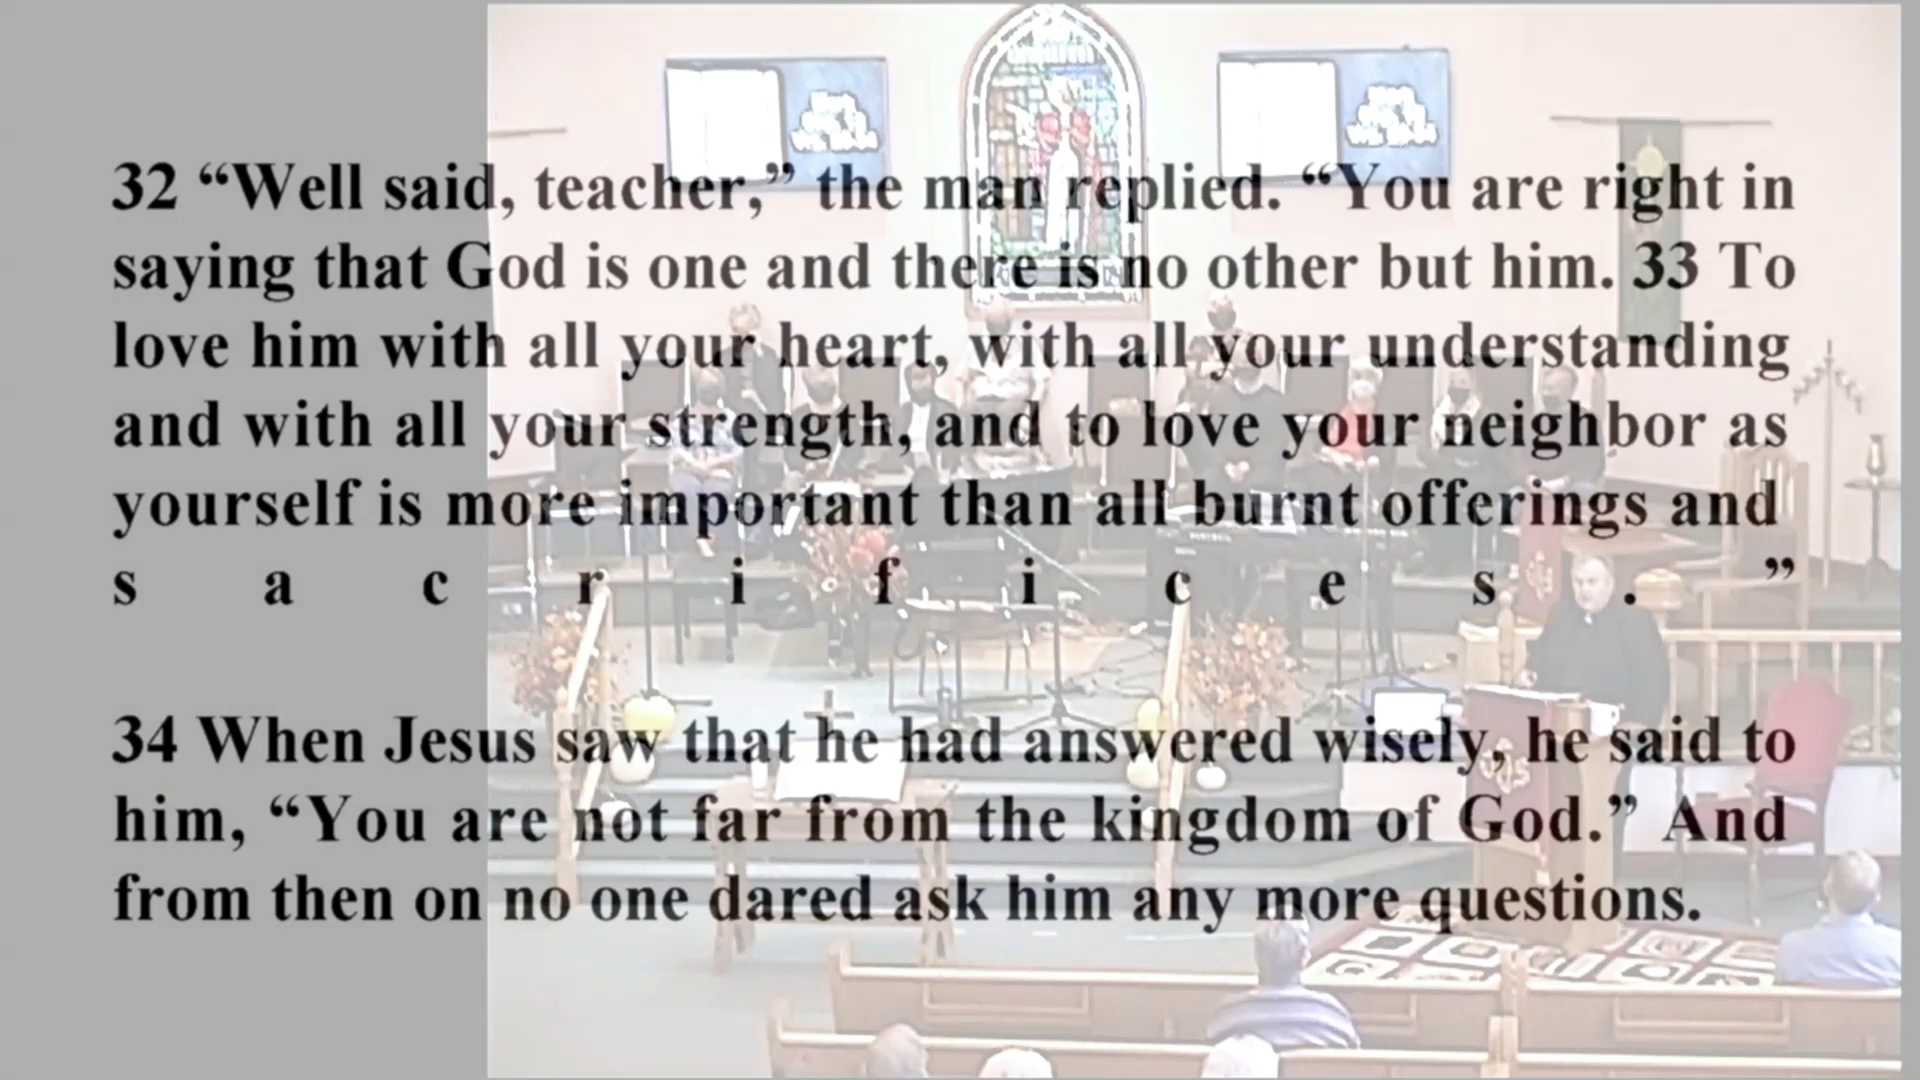 32 “Well said, teacher,” the man replied. “You are right in
saying that God is one and there is no other but him. 33 To
love him with all your heart, with all your understanding
and with all your strength, and to love your neighbor as
yourself is more important than all burnt offerings and
s a c r i f i c e s . ”
34 When Jesus saw that he had answered wisely, he said to
him, “You are not far from the kingdom of God.” And
from then on no one dared ask him any more questions.